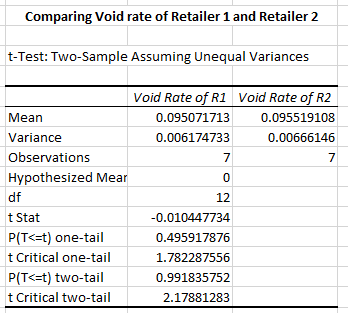 Comparing Void rate of Retailer 1 and Retailer 2
t-Test: Two-Sample Assuming Unequal Variances
Void Rate of R1 Void Rate of R2
Mean 0.095071713 0.095519108
Variance 0.006174733 0.00666146
Observations 7 7
Hypothesized Mear 0
df 12
t Stat -0.010447734
P(T<=t) one-tail 0.495917876
t Critical one-tail 1.782287556
P(T<=t) two-tail 0.991835752
t Critical two-tail 2.17881283